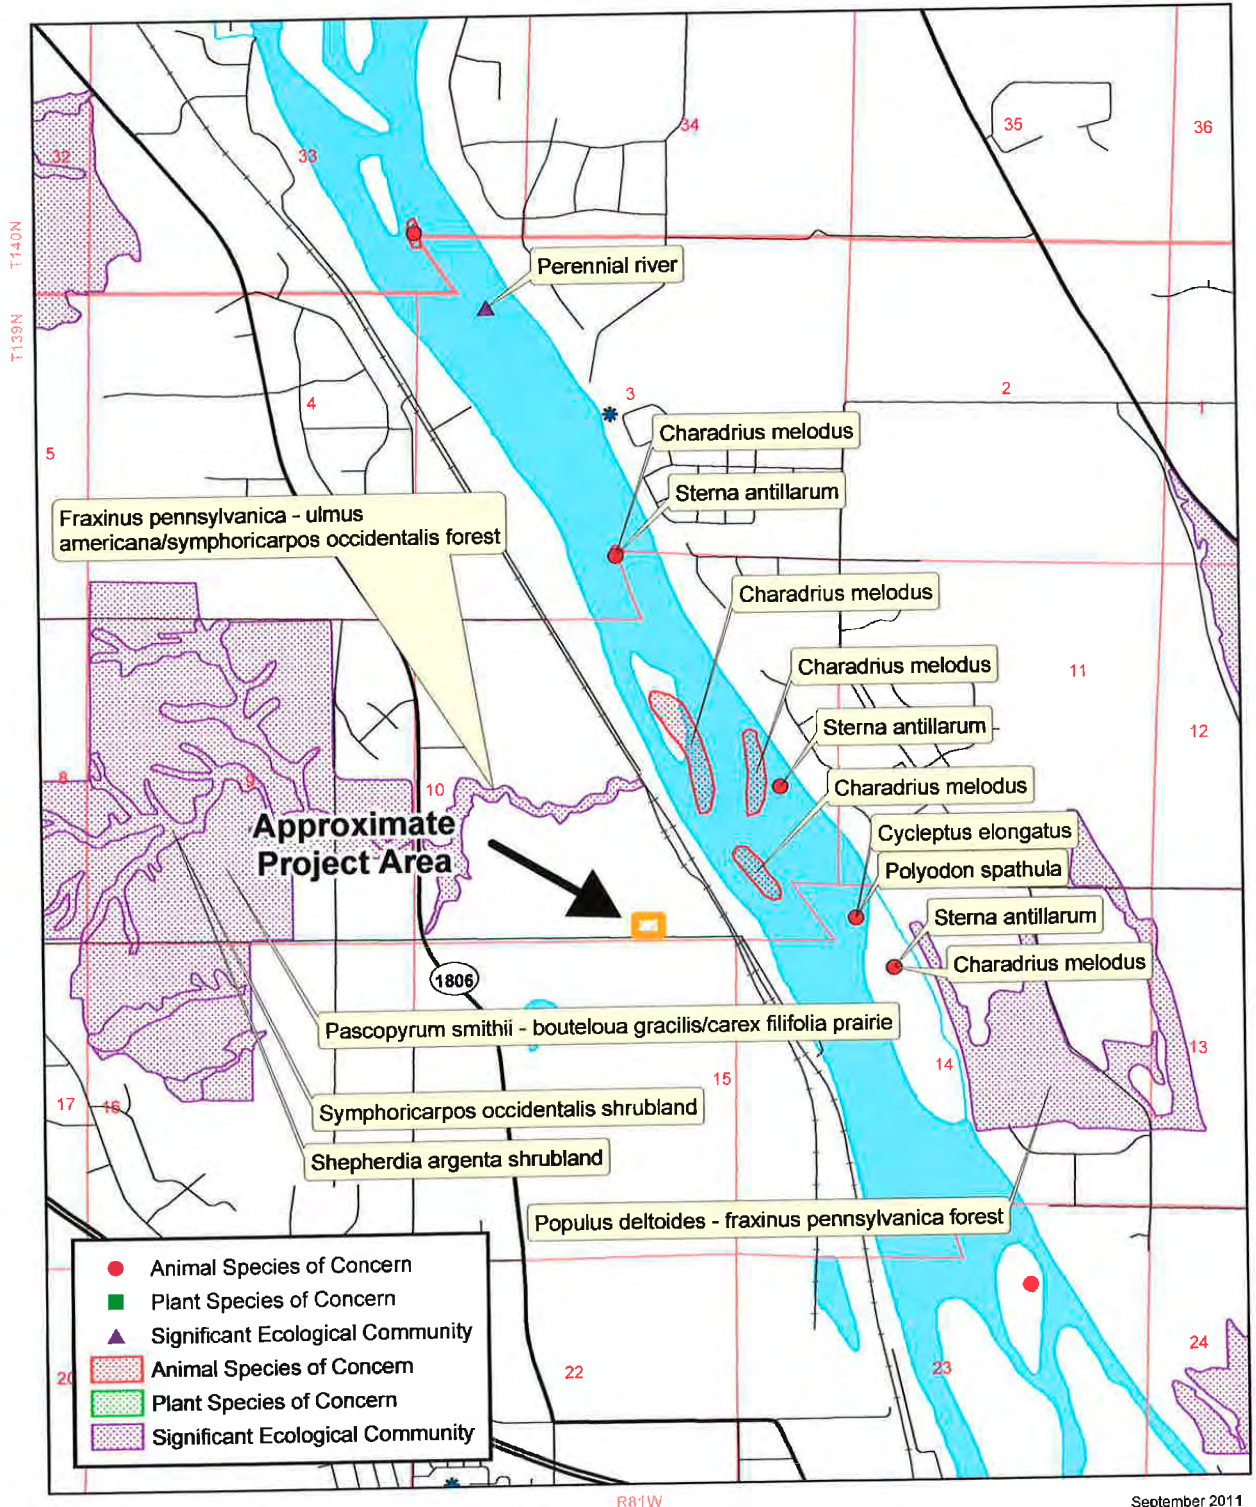 34
35
36
32
33
T140N
Perennial river
T139N
3
2
1
4
Charadrius melodus
5
Sterna antillarum
Fraxinus pennsylvanica - ulmus
americana/symphoricarpos occidentalis forest
Charadrius melodus
Charadrius melodus
11
Sterna antillarum
12
8
9
10
Charadrius melodus
Approximate
Project Area
Cycleptus elongatus
Polyodon spathula
Sterna antillarum
Charadrius melodus
1806
Pascopyrum smithii - bouteloua gracilis/carex filifolia prairie
13
14
15
17
16
Symphoricarpos occidentalis shrubland
Shepherdia argenta shrubland
Populus deltoides - fraxinus pennsylvanica forest
Animal Species of Concern
Plant Species of Concern
Significant Ecological Community
Animal Species of Concern
Plant Species of Concern
Significant Ecological Community
20
22
23
24
R81W
September 2011